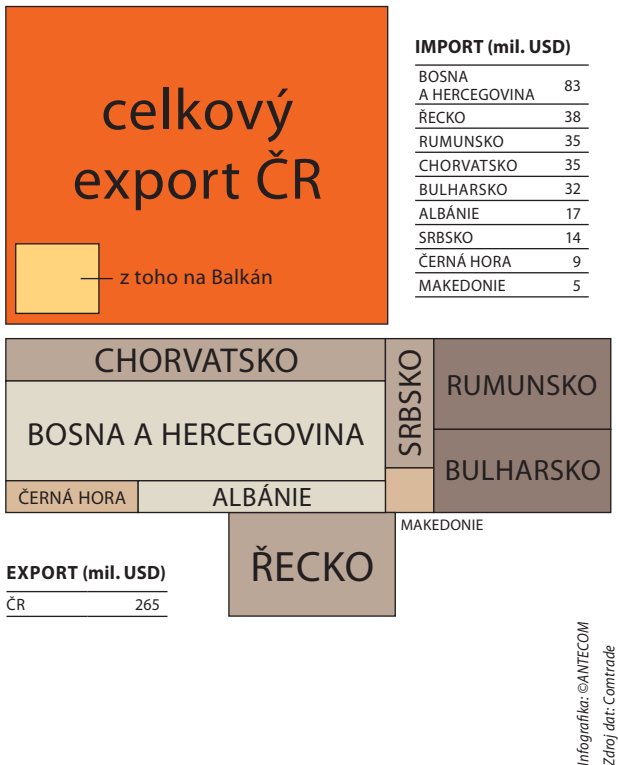 celkový
export ČR
z toho na Balkán
IMPORT (mil. USD)
BOSNA
A HERCEGOVINA 83
ŘECKO 38
RUMUNSKO 35
CHORVATSKO 35
BULHARSKO 32
ALBÁNIE 17
SRBSKO 14
ČERNÁ HORA 9
MAKEDONIE 5
CHORVATSKO
BOSNA A HERCEGOVINA
ČERNÁ HORA
ALBÁNIE
SRBSKO
RUMUNSKO
BULHARSKO
MAKEDONIE
ŘECKO
EXPORT (mil. USD)
ČR 265
Infografika: ©ANTECOM
Zdroj dat: Comtrade